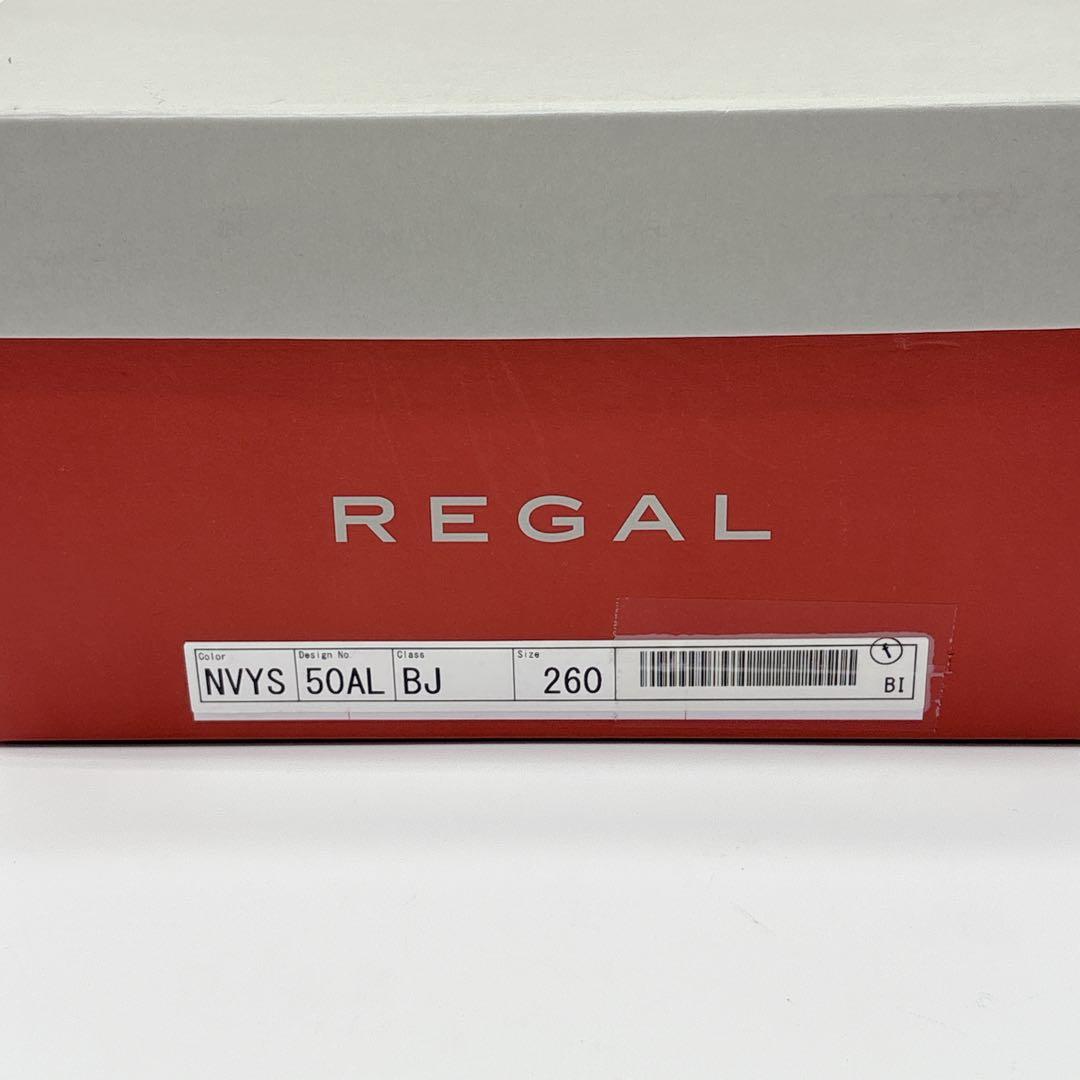 REGAL
Color Design No. Class Size
NVYS 50AL BJ 260 BI